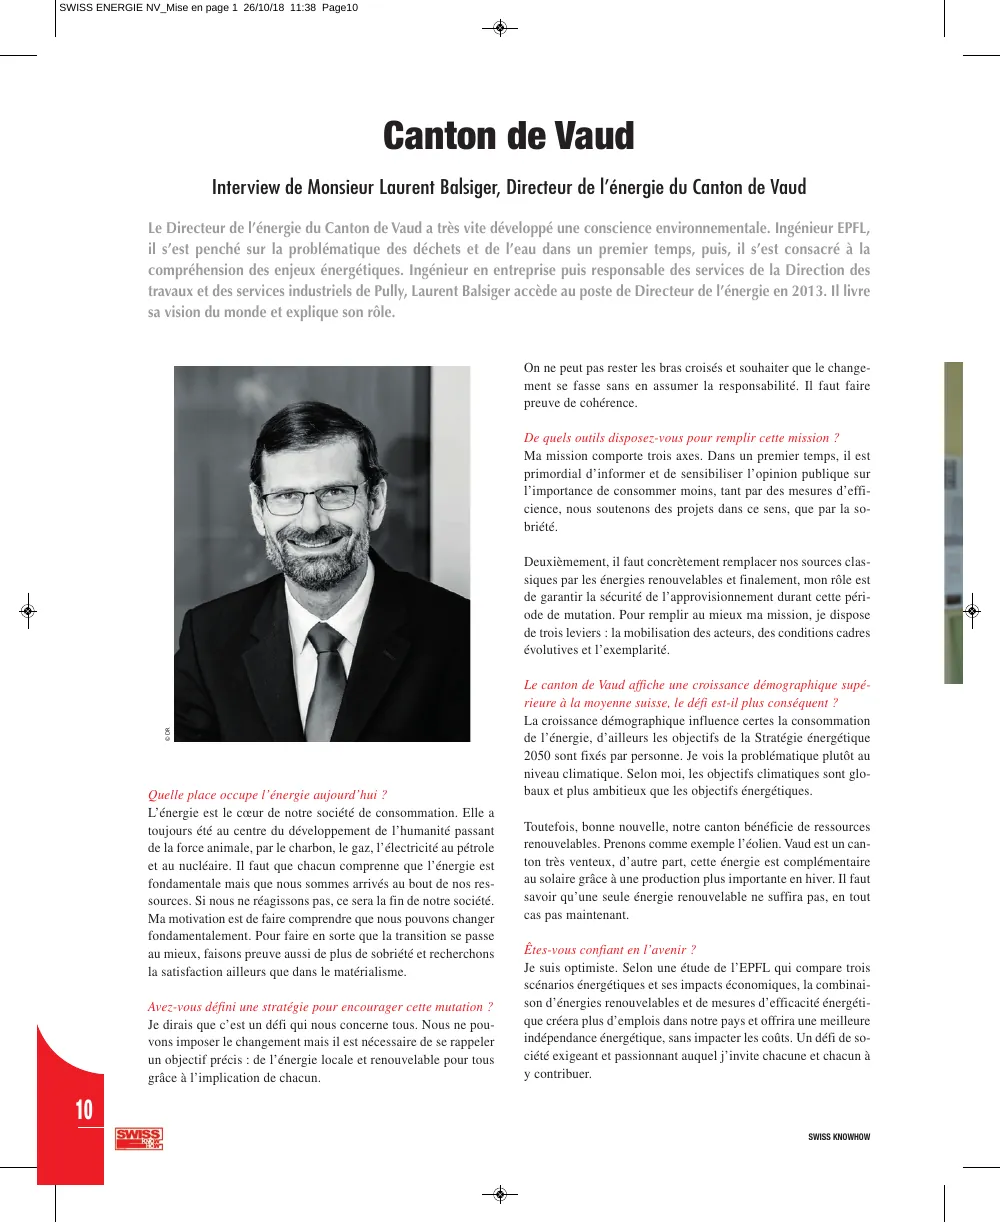 SWISS ENERGIE NV_Mise en page 1 26/10/18 11:38 Page10
Canton de Vaud
Interview de Monsieur Laurent Balsiger, Directeur de l’énergie du Canton de Vaud
Le Directeur de l’énergie du Canton de Vaud a très vite développé une conscience environnementale. Ingénieur EPFL,
il s’est penché sur la problématique des déchets et de l’eau dans un premier temps, puis, il s’est consacré à la
compréhension des enjeux énergétiques. Ingénieur en entreprise puis responsable des services de la Direction des
travaux et des services industriels de Pully, Laurent Balsiger accède au poste de Directeur de l’énergie en 2013. Il livre
sa vision du monde et explique son rôle.
© DR
Quelle place occupe l’énergie aujourd’hui ?
L’énergie est le cœur de notre société de consommation. Elle a
toujours été au centre du développement de l’humanité passant
de la force animale, par le charbon, le gaz, l’électricité au pétrole
et au nucléaire. Il faut que chacun comprenne que l’énergie est
fondamentale mais que nous sommes arrivés au bout de nos res-
sources. Si nous ne réagissons pas, ce sera la fin de notre société.
Ma motivation est de faire comprendre que nous pouvons changer
fondamentalement. Pour faire en sorte que la transition se passe
au mieux, faisons preuve aussi de plus de sobriété et recherchons
la satisfaction ailleurs que dans le matérialisme.
Avez-vous défini une stratégie pour encourager cette mutation ?
Je dirais que c’est un défi qui nous concerne tous. Nous ne pou-
vons imposer le changement mais il est nécessaire de se rappeler
un objectif précis : de l’énergie locale et renouvelable pour tous
grâce à l’implication de chacun.
On ne peut pas rester les bras croisés et souhaiter que le change-
ment se fasse sans en assumer la responsabilité. Il faut faire
preuve de cohérence.
De quels outils disposez-vous pour remplir cette mission ?
Ma mission comporte trois axes. Dans un premier temps, il est
primordial d’informer et de sensibiliser l’opinion publique sur
l’importance de consommer moins, tant par des mesures d’effi-
cience, nous soutenons des projets dans ce sens, que par la so-
briété.
Deuxièmement, il faut concrètement remplacer nos sources clas-
siques par les énergies renouvelables et finalement, mon rôle est
de garantir la sécurité de l’approvisionnement durant cette péri-
ode de mutation. Pour remplir au mieux ma mission, je dispose
de trois leviers : la mobilisation des acteurs, des conditions cadres
évolutives et l’exemplarité.
Le canton de Vaud affiche une croissance démographique supé-
rieure à la moyenne suisse, le défi est-il plus conséquent ?
La croissance démographique influence certes la consommation
de l’énergie, d’ailleurs les objectifs de la Stratégie énergétique
2050 sont fixés par personne. Je vois la problématique plutôt au
niveau climatique. Selon moi, les objectifs climatiques sont glo-
baux et plus ambitieux que les objectifs énergétiques.
Toutefois, bonne nouvelle, notre canton bénéficie de ressources
renouvelables. Prenons comme exemple l’éolien. Vaud est un can-
ton très venteux, d’autre part, cette énergie est complémentaire
au solaire grâce à une production plus importante en hiver. Il faut
savoir qu’une seule énergie renouvelable ne suffira pas, en tout
cas pas maintenant.
Êtes-vous confiant en l’avenir ?
Je suis optimiste. Selon une étude de l’EPFL qui compare trois
scénarios énergétiques et ses impacts économiques, la combinai-
son d’énergies renouvelables et de mesures d’efficacité énergéti-
que créera plus d’emplois dans notre pays et offrira une meilleure
indépendance énergétique, sans impacter les coûts. Un défi de so-
ciété exigeant et passionnant auquel j’invite chacune et chacun à
y contribuer.
10
SWISS
know
how
SWISS KNOWHOW